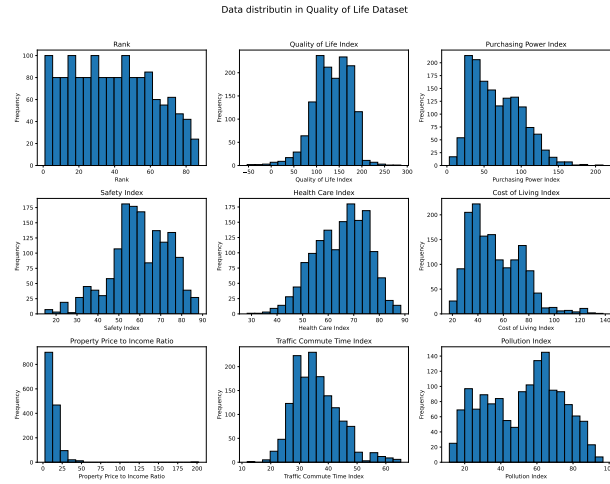 Data distributin in Quality of Life Dataset
Rank
Quality of Life Index
Purchasing Power Index
Frequency
100
80
60
40
20
0
0 20 40 60 80
Rank
Frequency
200
150
100
50
0
−50 0 50 100 150 200 250 300
Quality of Life Index
Frequency
200
175
150
125
100
75
50
25
0
0 50 100 150 200
Purchasing Power Index
Safety Index
Health Care Index
Cost of Living Index
Frequency
175
150
125
100
75
50
25
0
20 30 40 50 60 70 80 90
Safety Index
Frequency
175
150
125
100
75
50
25
0
30 40 50 60 70 80 90
Health Care Index
Frequency
200
150
100
50
0
20 40 60 80 100 120 140
Cost of Living Index
Property Price to Income Ratio
Traffic Commute Time Index
Pollution Index
Frequency
800
600
400
200
0
0 25 50 75 100 125 150 175 200
Property Price to Income Ratio
Frequency
200
150
100
50
0
10 20 30 40 50 60
Traffic Commute Time Index
Frequency
140
120
100
80
60
40
20
0
20 40 60 80 100
Pollution Index